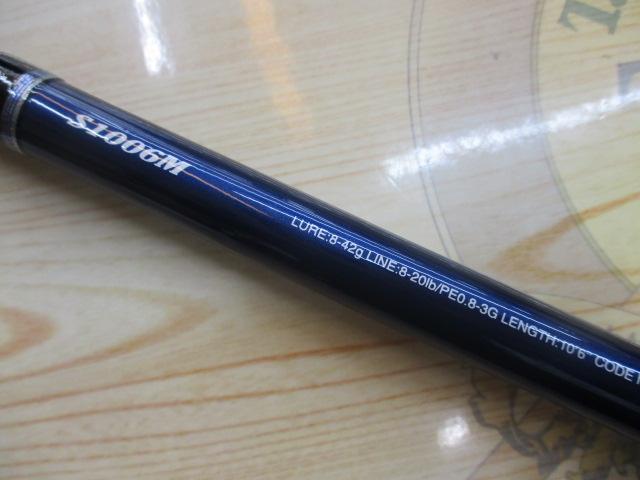 S1006M
LURE:8-42g LINE:8-20lb/PE0.8-3G LENGTH:10'6" CODE